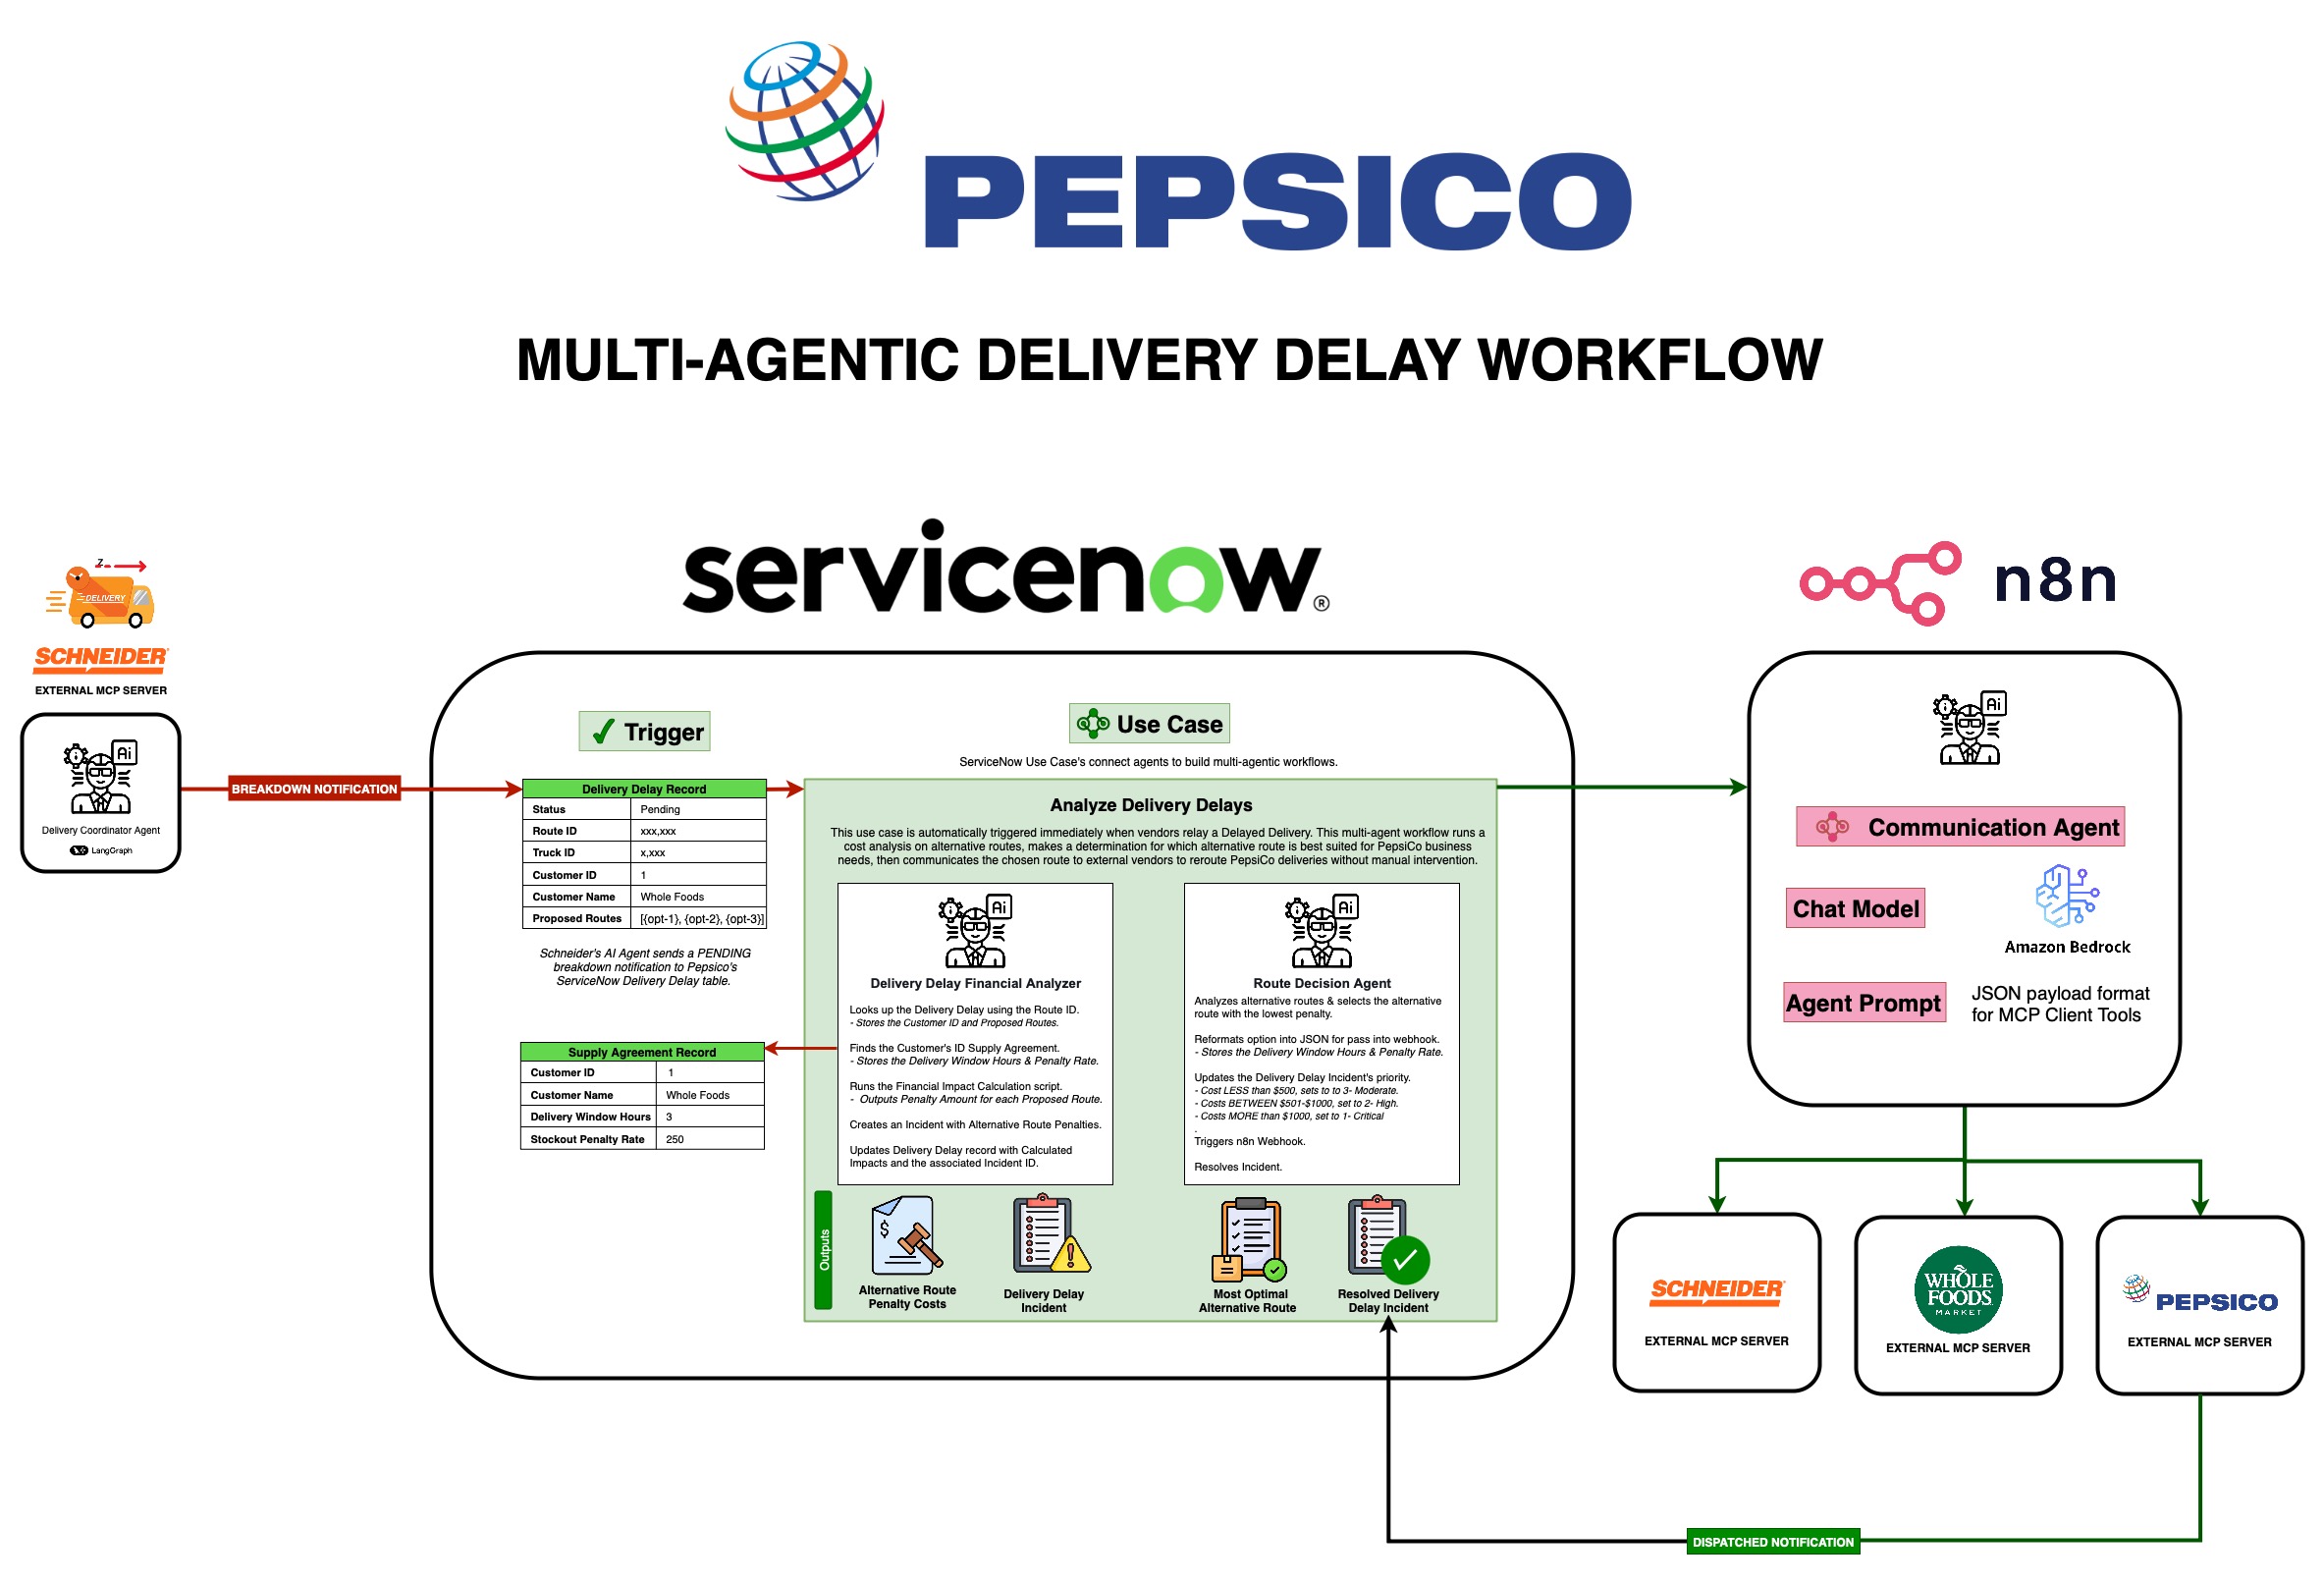 PEPSICO
MULTI-AGENTIC DELIVERY DELAY WORKFLOW
servicenow®
n8n
z
DELIVERY
SCHNEIDER
EXTERNAL MCP SERVER
Ai
Delivery Coordinator Agent
LangGraph
BREAKDOWN NOTIFICATION
Trigger
Delivery Delay Record
Status Pending
Route ID xxx,xxx
Truck ID x,xxx
Customer ID 1
Customer Name Whole Foods
Proposed Routes [{opt-1}, {opt-2}, {opt-3}]
Schneider's AI Agent sends a PENDING
breakdown notification to Pepsico's
ServiceNow Delivery Delay table.
Supply Agreement Record
Customer ID 1
Customer Name Whole Foods
Delivery Window Hours 3
Stockout Penalty Rate 250
Use Case
ServiceNow Use Case's connect agents to build multi-agentic workflows.
Analyze Delivery Delays
This use case is automatically triggered immediately when vendors relay a Delayed Delivery. This multi-agent workflow runs a
cost analysis on alternative routes, makes a determination for which alternative route is best suited for PepsiCo business
needs, then communicates the chosen route to external vendors to reroute PepsiCo deliveries without manual intervention.
Ai
Delivery Delay Financial Analyzer
Looks up the Delivery Delay using the Route ID.
- Stores the Customer ID and Proposed Routes.
Finds the Customer's ID Supply Agreement.
- Stores the Delivery Window Hours & Penalty Rate.
Runs the Financial Impact Calculation script.
- Outputs Penalty Amount for each Proposed Route.
Creates an Incident with Alternative Route Penalties.
Updates Delivery Delay record with Calculated
Impacts and the associated Incident ID.
Ai
Route Decision Agent
Analyzes alternative routes & selects the alternative
route with the lowest penalty.
Reformats option into JSON for pass into webhook.
- Stores the Delivery Window Hours & Penalty Rate.
Updates the Delivery Delay Incident's priority.
- Cost LESS than $500, sets to to 3- Moderate.
- Costs BETWEEN $501-$1000, set to 2- High.
- Costs MORE than $1000, set to 1- Critical
.
Triggers n8n Webhook.
Resolves Incident.
Outputs
$
Alternative Route
Penalty Costs
Delivery Delay
Incident
Most Optimal
Alternative Route
Resolved Delivery
Delay Incident
Ai
Communication Agent
Chat Model
Amazon Bedrock
Agent Prompt
JSON payload format
for MCP Client Tools
SCHNEIDER
EXTERNAL MCP SERVER
WHOLE
FOODS
MARKET
EXTERNAL MCP SERVER
PEPSICO
EXTERNAL MCP SERVER
DISPATCHED NOTIFICATION